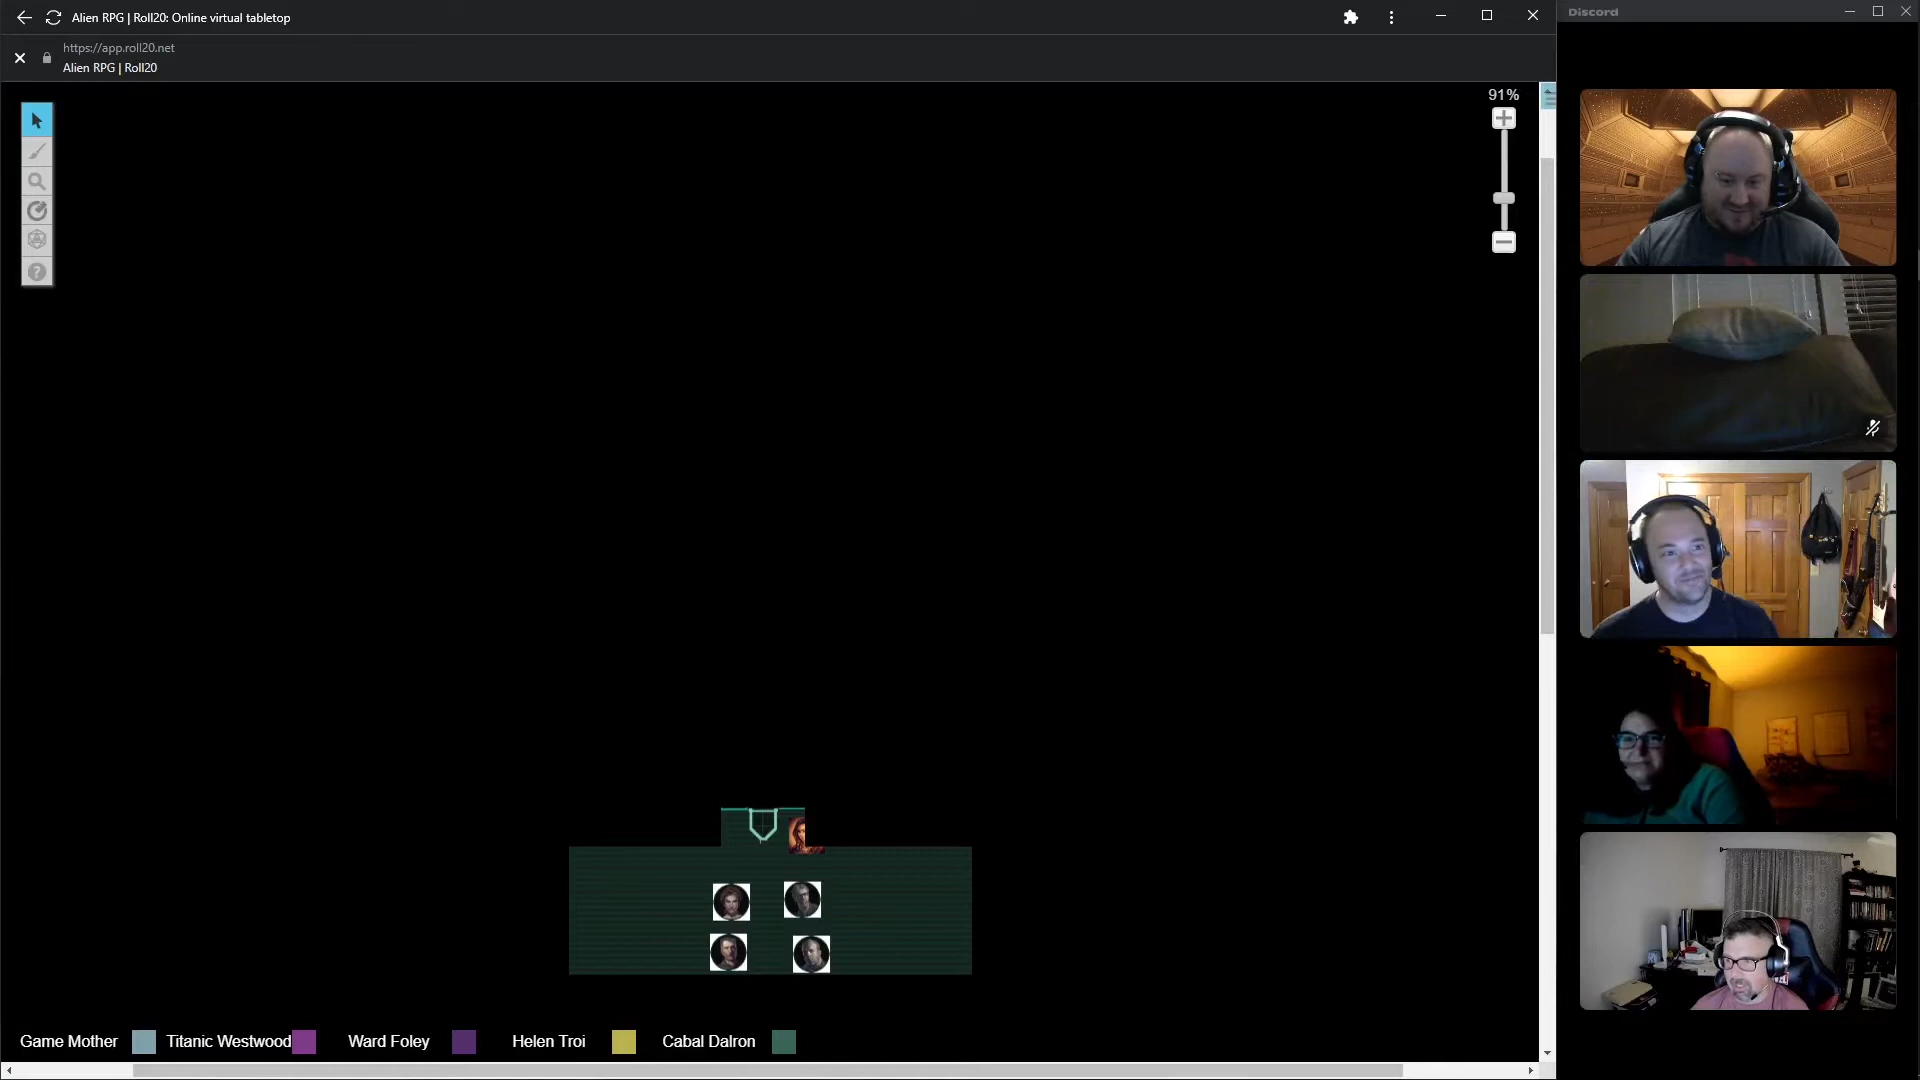 Alien RPG | Roll20: Online virtual tabletop
Discord
https://app.roll20.net
Alien RPG | Roll20
91%
Game Mother
Titanic Westwood
Ward Foley
Helen Troi
Cabal Dalron